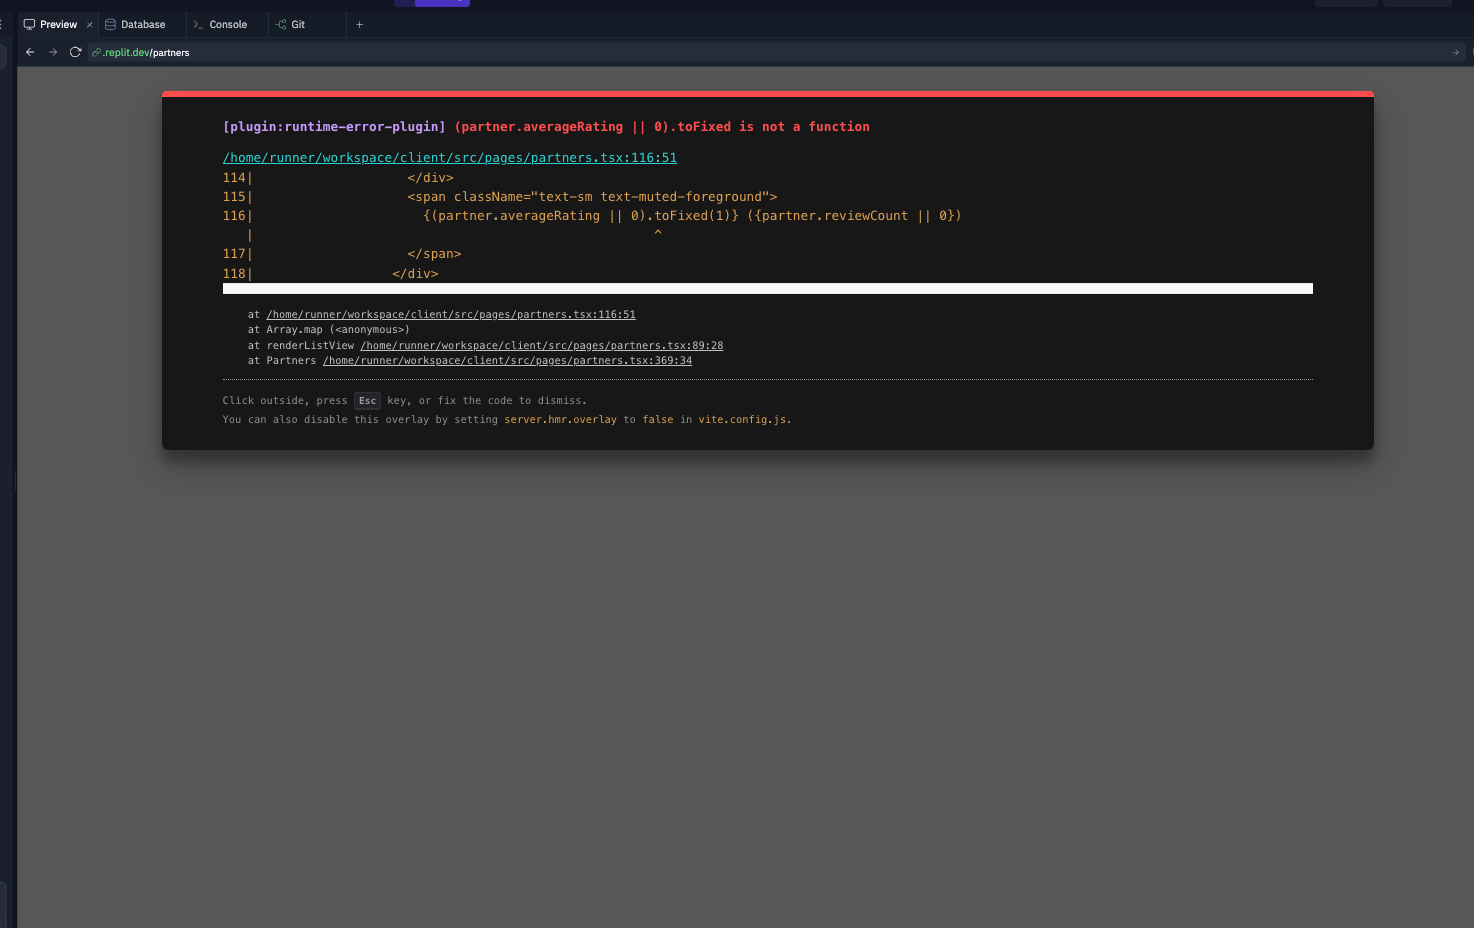 Preview × Database >_ Console Git +
.replit.dev/partners
[plugin:runtime-error-plugin] (partner.averageRating || 0).toFixed is not a function
/home/runner/workspace/client/src/pages/partners.tsx:116:51
114|                    </div>
115|                    <span className="text-sm text-muted-foreground">
116|                      {(partner.averageRating || 0).toFixed(1)} ({partner.reviewCount || 0})
   |                                                    ^
117|                    </span>
118|                  </div>
at /home/runner/workspace/client/src/pages/partners.tsx:116:51
at Array.map (<anonymous>)
at renderListView /home/runner/workspace/client/src/pages/partners.tsx:89:28
at Partners /home/runner/workspace/client/src/pages/partners.tsx:369:34
Click outside, press Esc key, or fix the code to dismiss.
You can also disable this overlay by setting server.hmr.overlay to false in vite.config.js.